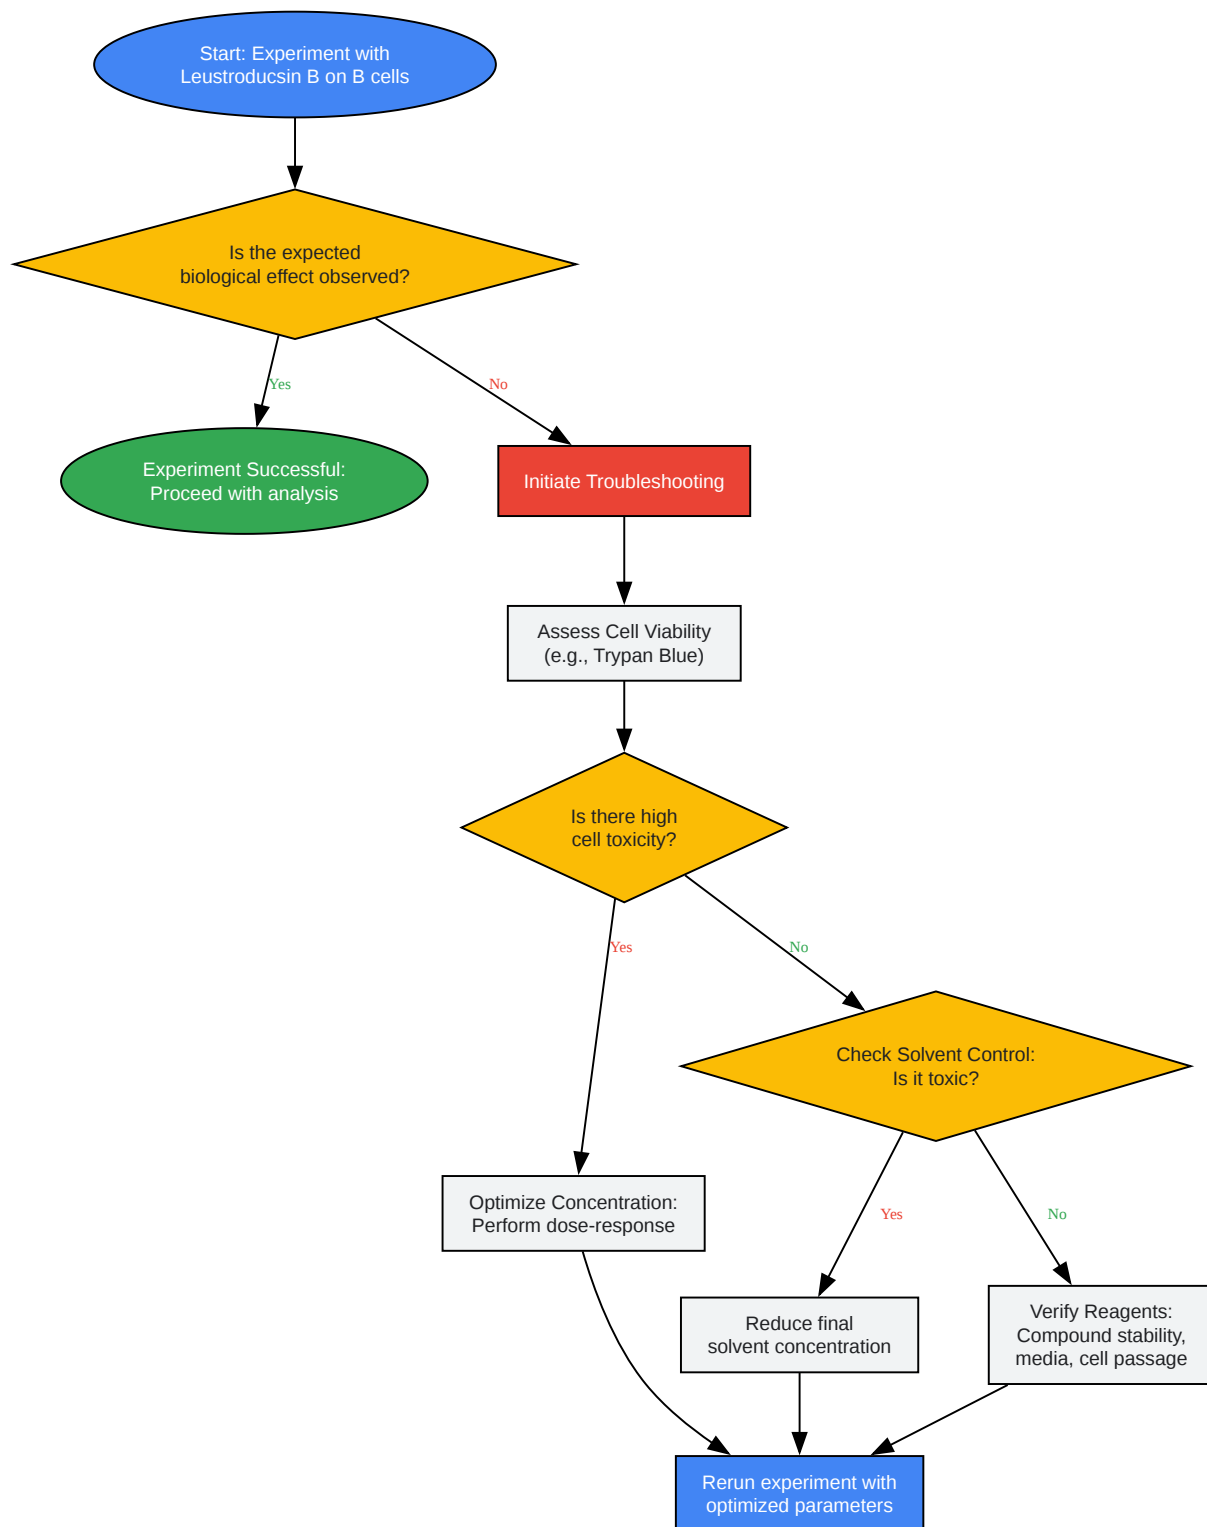 Start: Experiment with
Leustroducsin B on B cells
Is the expected
biological effect observed?
Yes
No
Experiment Successful:
Proceed with analysis
Initiate Troubleshooting
Assess Cell Viability
(e.g., Trypan Blue)
Is there high
cell toxicity?
Yes
No
Check Solvent Control:
Is it toxic?
Optimize Concentration:
Perform dose-response
Yes
No
Reduce final
solvent concentration
Verify Reagents:
Compound stability,
media, cell passage
Rerun experiment with
optimized parameters